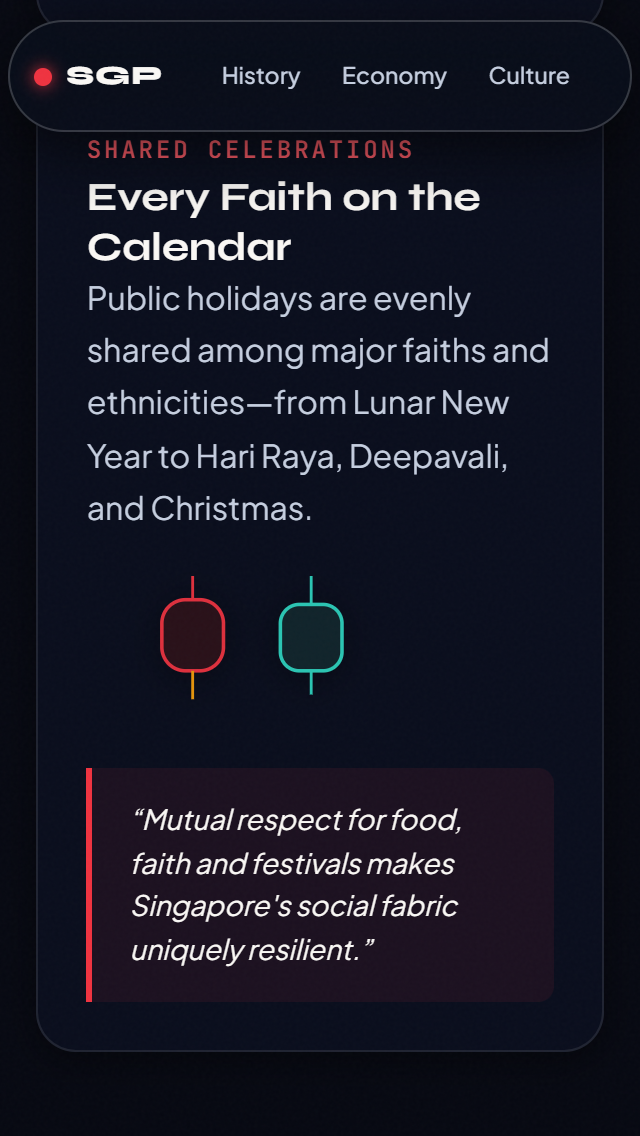 SGP History Economy Culture
SHARED CELEBRATIONS
Every Faith on the
Calendar
Public holidays are evenly
shared among major faiths and
ethnicities—from Lunar New
Year to Hari Raya, Deepavali,
and Christmas.
“Mutual respect for food,
faith and festivals makes
Singapore's social fabric
uniquely resilient.”